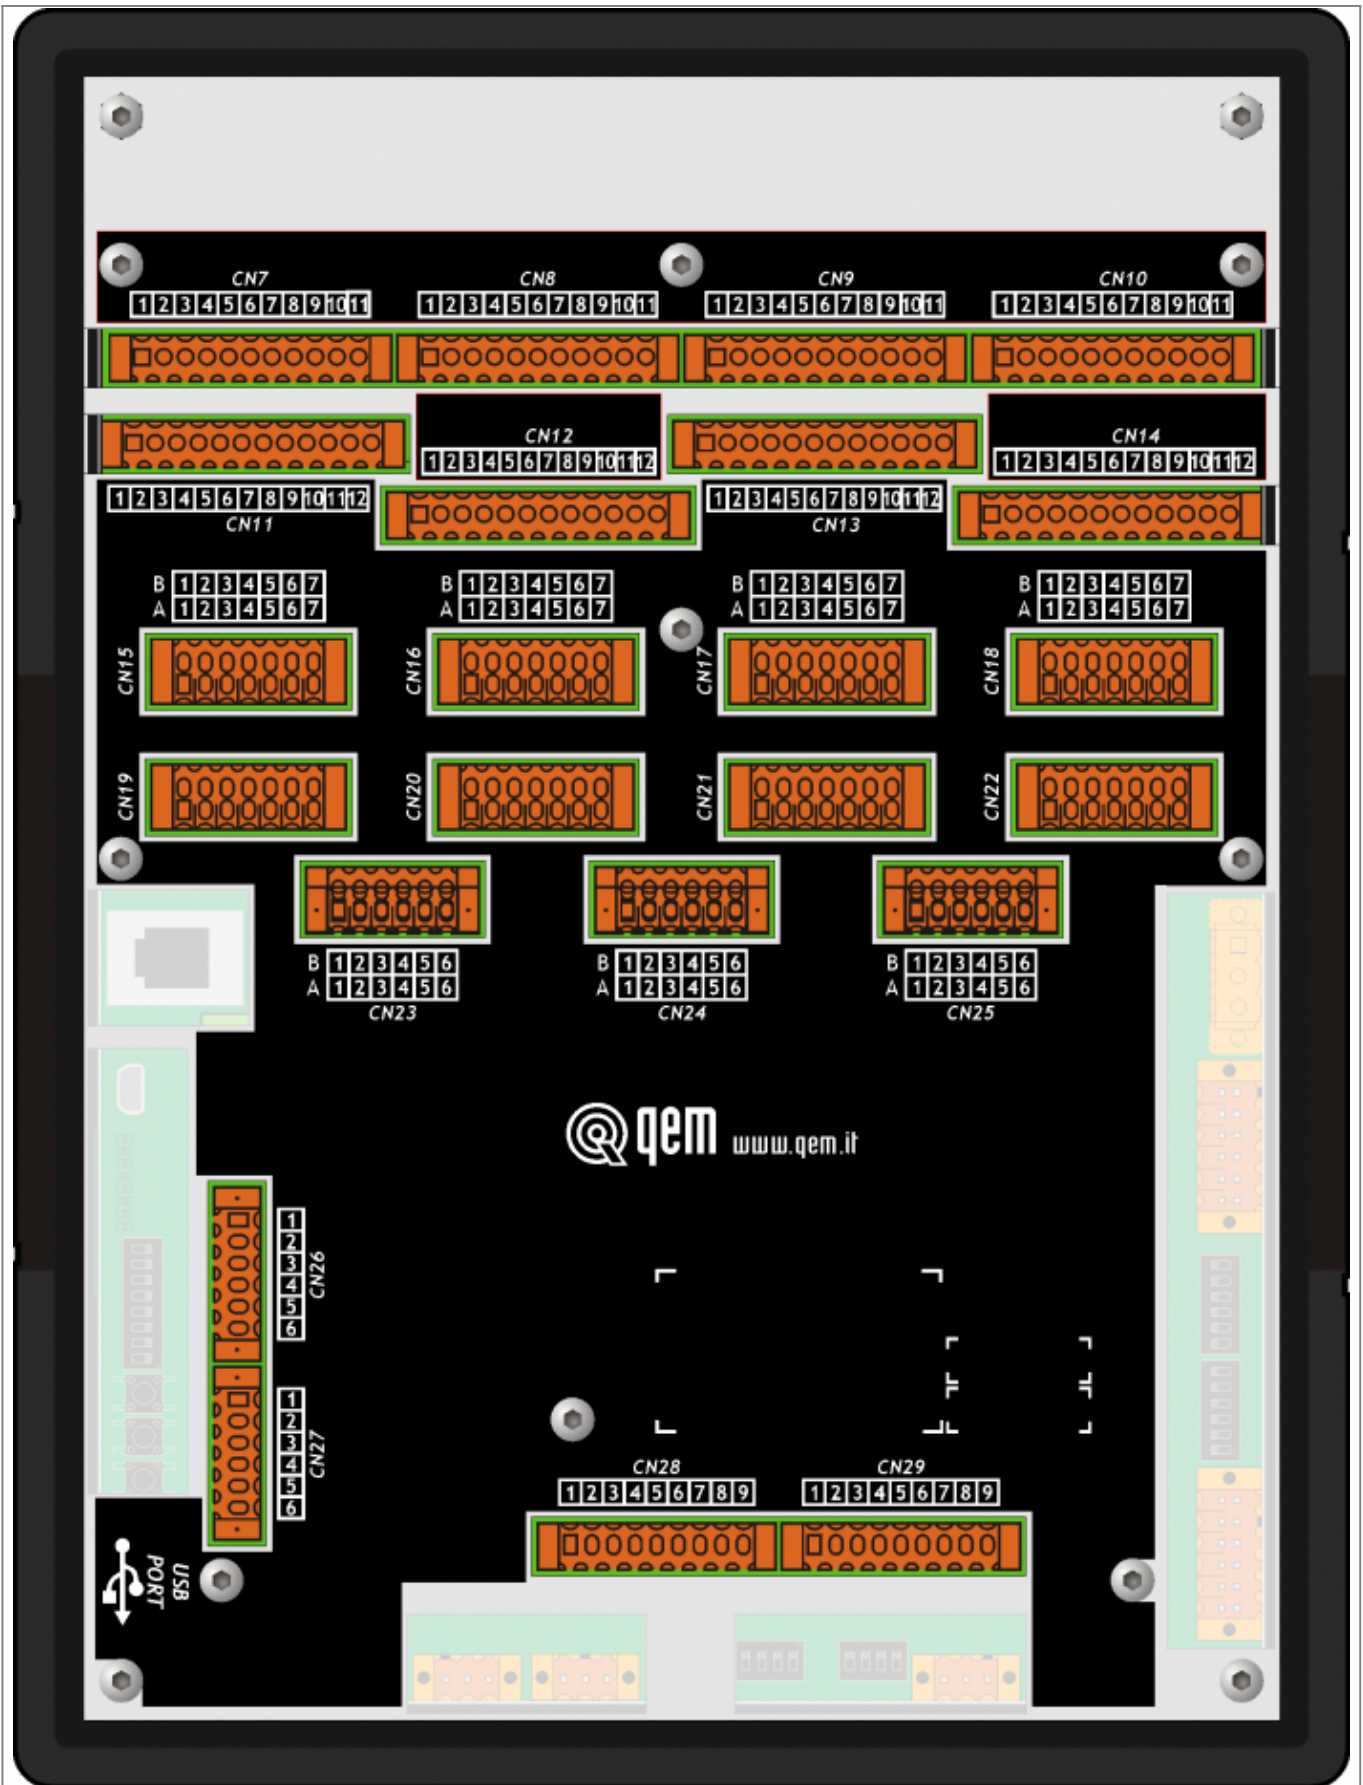 CN7 CN8 CN9 CN10
1 2 3 4 5 6 7 8 9 10 11 1 2 3 4 5 6 7 8 9 10 11 1 2 3 4 5 6 7 8 9 10 11 1 2 3 4 5 6 7 8 9 10 11
CN12 CN14
1 2 3 4 5 6 7 8 9 10 11 12 1 2 3 4 5 6 7 8 9 10 11 12
1 2 3 4 5 6 7 8 9 10 11 12 1 2 3 4 5 6 7 8 9 10 11 12
CN11 CN13
B 1 2 3 4 5 6 7 B 1 2 3 4 5 6 7 B 1 2 3 4 5 6 7 B 1 2 3 4 5 6 7
A 1 2 3 4 5 6 7 A 1 2 3 4 5 6 7 A 1 2 3 4 5 6 7 A 1 2 3 4 5 6 7
CN15 CN16 CN17 CN18
CN19 CN20 CN21 CN22
B 1 2 3 4 5 6 B 1 2 3 4 5 6 B 1 2 3 4 5 6
A 1 2 3 4 5 6 A 1 2 3 4 5 6 A 1 2 3 4 5 6
CN23 CN24 CN25
qem www.qem.it
1
2
3
4
5
6
CN26
1
2
3
4
5
6
CN27
CN28 CN29
1 2 3 4 5 6 7 8 9 1 2 3 4 5 6 7 8 9
USB
PORT